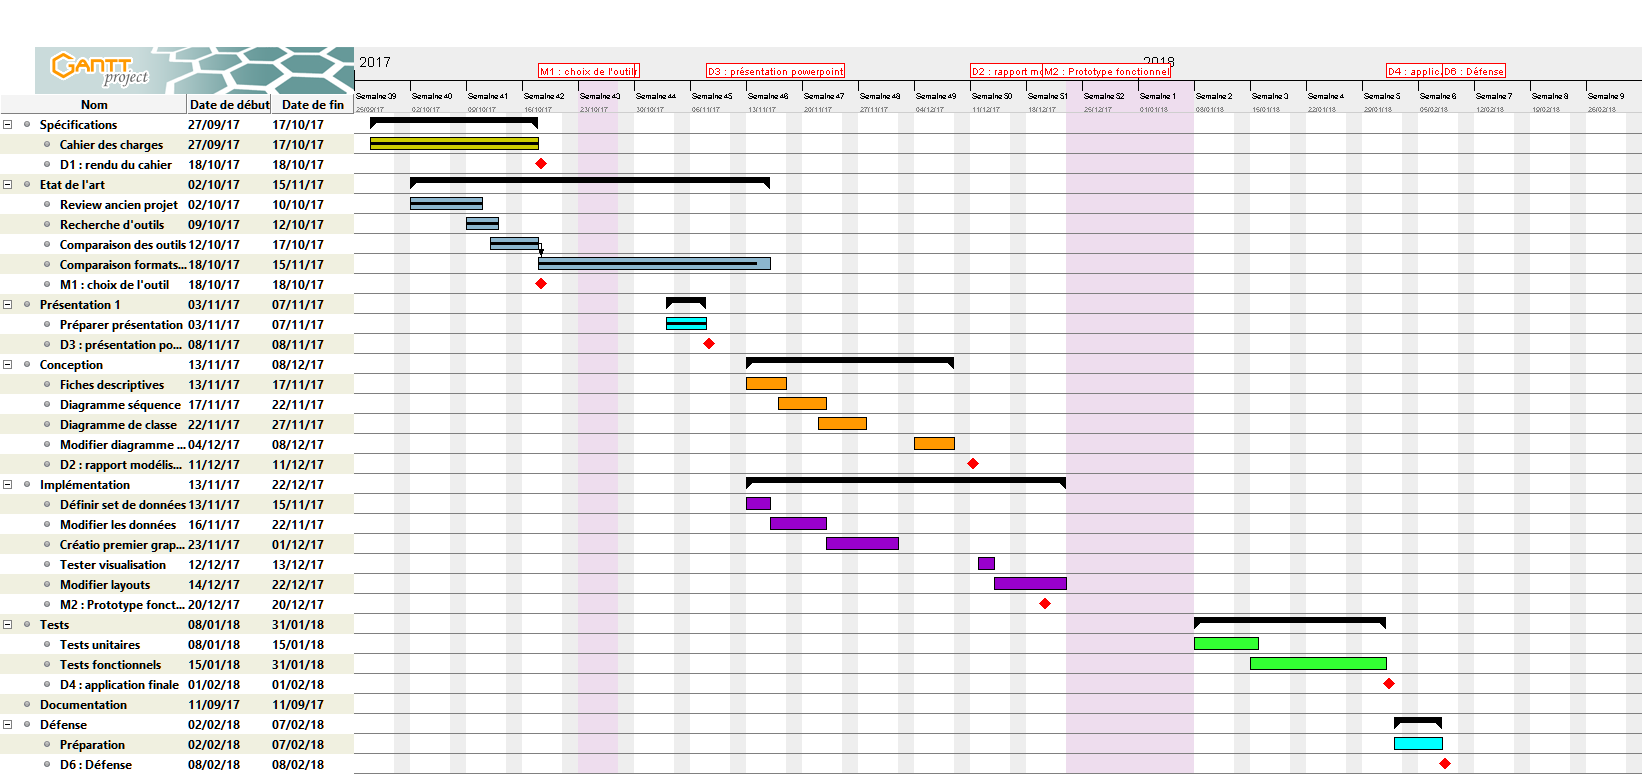 GANTT
project
2017
2018
M1 : choix de l'outil
D3 : présentation powerpoint
D2 : rapport m
M2 : Prototype fonctionnel
D4 : applic.
D6 : Défense
Nom Date de début Date de fin
Semaine 39 Semaine 40 Semaine 41 Semaine 42 Semaine 43 Semaine 44 Semaine 45 Semaine 46 Semaine 47 Semaine 48 Semaine 49 Semaine 50 Semaine 51 Semaine 52 Semaine 1 Semaine 2 Semaine 3 Semaine 4 Semaine 5 Semaine 6 Semaine 7 Semaine 8 Semaine 9
25/09/17 02/10/17 09/10/17 16/10/17 23/10/17 30/10/17 06/11/17 13/11/17 20/11/17 27/11/17 04/12/17 11/12/17 18/12/17 25/12/17 01/01/18 08/01/18 15/01/18 22/01/18 29/01/18 05/02/18 12/02/18 19/02/18 26/02/18
Spécifications 27/09/17 17/10/17
Cahier des charges 27/09/17 17/10/17
D1 : rendu du cahier 18/10/17 18/10/17
Etat de l'art 02/10/17 15/11/17
Review ancien projet 02/10/17 10/10/17
Recherche d'outils 09/10/17 12/10/17
Comparaison des outils 12/10/17 17/10/17
Comparaison formats... 18/10/17 15/11/17
M1 : choix de l'outil 18/10/17 18/10/17
Présentation 1 03/11/17 07/11/17
Préparer présentation 03/11/17 07/11/17
D3 : présentation po... 08/11/17 08/11/17
Conception 13/11/17 08/12/17
Fiches descriptives 13/11/17 17/11/17
Diagramme séquence 17/11/17 22/11/17
Diagramme de classe 22/11/17 27/11/17
Modifier diagramme ... 04/12/17 08/12/17
D2 : rapport modélis... 11/12/17 11/12/17
Implémentation 13/11/17 22/12/17
Définir set de données 13/11/17 15/11/17
Modifier les données 16/11/17 22/11/17
Créatio premier grap... 23/11/17 01/12/17
Tester visualisation 12/12/17 13/12/17
Modifier layouts 14/12/17 22/12/17
M2 : Prototype fonct... 20/12/17 20/12/17
Tests 08/01/18 31/01/18
Tests unitaires 08/01/18 15/01/18
Tests fonctionnels 15/01/18 31/01/18
D4 : application finale 01/02/18 01/02/18
Documentation 11/09/17 11/09/17
Défense 02/02/18 07/02/18
Préparation 02/02/18 07/02/18
D6 : Défense 08/02/18 08/02/18